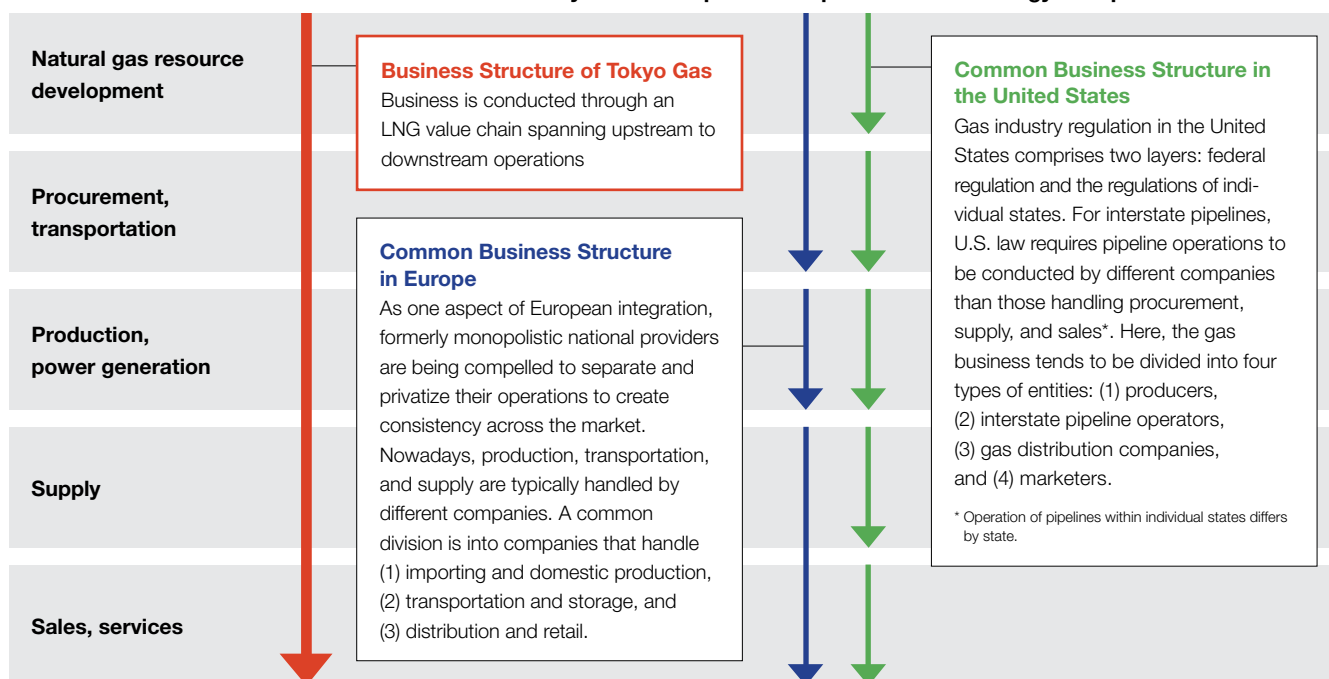 Natural gas resource
development
Business Structure of Tokyo Gas
Business is conducted through an
LNG value chain spanning upstream to
downstream operations
Common Business Structure in
the United States
Gas industry regulation in the United
States comprises two layers: federal
regulation and the regulations of indi-
vidual states. For interstate pipelines,
U.S. law requires pipeline operations to
be conducted by different companies
than those handling procurement,
supply, and sales*. Here, the gas
business tends to be divided into four
types of entities: (1) producers,
(2) interstate pipeline operators,
(3) gas distribution companies,
and (4) marketers.
* Operation of pipelines within individual states differs
by state.
Procurement,
transportation
Common Business Structure
in Europe
As one aspect of European integration,
formerly monopolistic national providers
are being compelled to separate and
privatize their operations to create
consistency across the market.
Nowadays, production, transportation,
and supply are typically handled by
different companies. A common
division is into companies that handle
(1) importing and domestic production,
(2) transportation and storage, and
(3) distribution and retail.
Production,
power generation
Supply
Sales, services